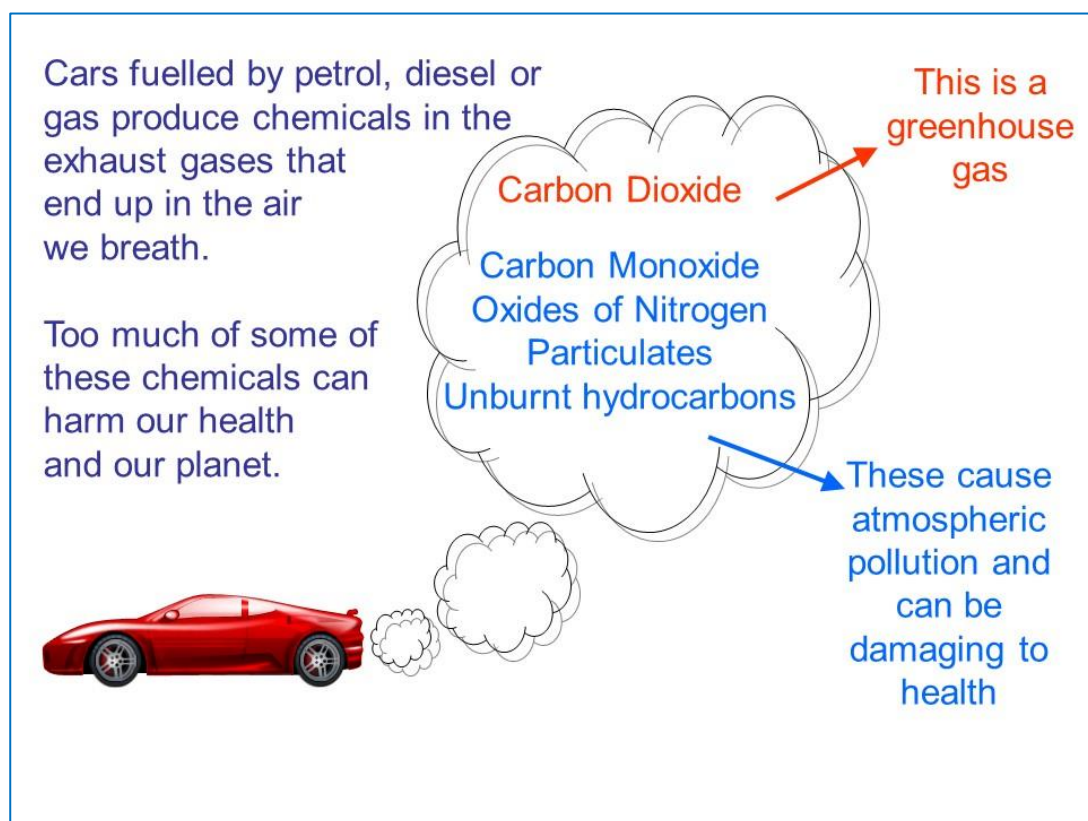 Cars fuelled by petrol, diesel or
gas produce chemicals in the
exhaust gases that
end up in the air
we breath.
Too much of some of
these chemicals can
harm our health
and our planet.
Carbon Dioxide
This is a
greenhouse
gas
Carbon Monoxide
Oxides of Nitrogen
Particulates
Unburnt hydrocarbons
These cause
atmospheric
pollution and
can be
damaging to
health